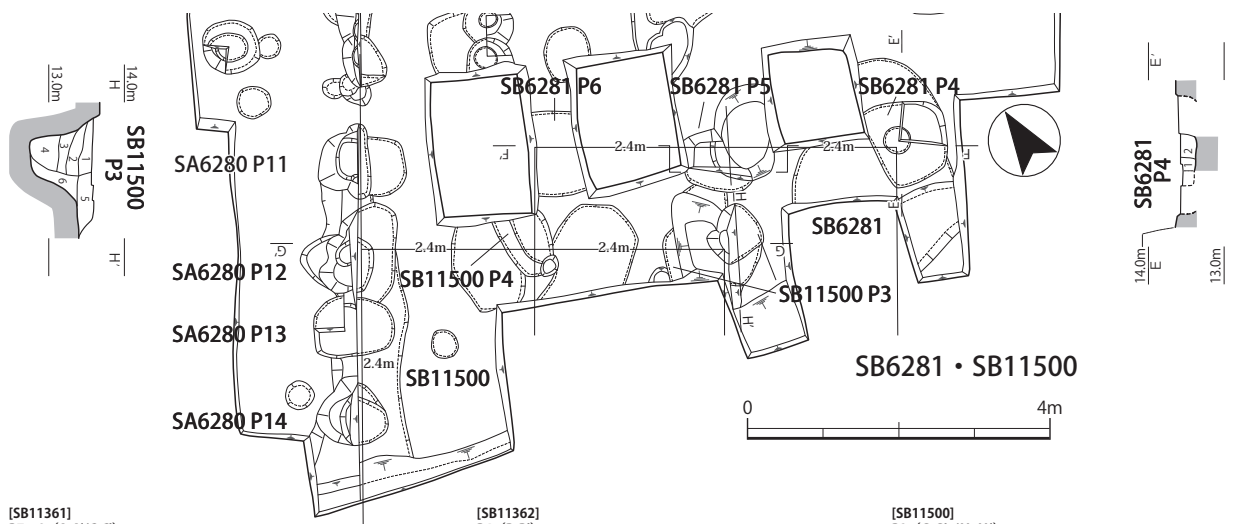 13.0m
14.0m
H
SB11500
P3
1
2
3
4
5
6
H'
SB6281 P6
SB6281 P5
SB6281 P4
E'
SA6280 P11
F'
2.4m
2.4m
F
H
E
SB6281
G'
2.4m
2.4m
G
SA6280 P12
SB11500 P4
SB11500 P3
H'
SA6280 P13
2.4m
SB11500
SA6280 P14
SB6281・SB11500
0
4m
E'
SB6281
P4
1
2
14.0m
E
13.0m
[SB11361]
[SB11362]
[SB11500]